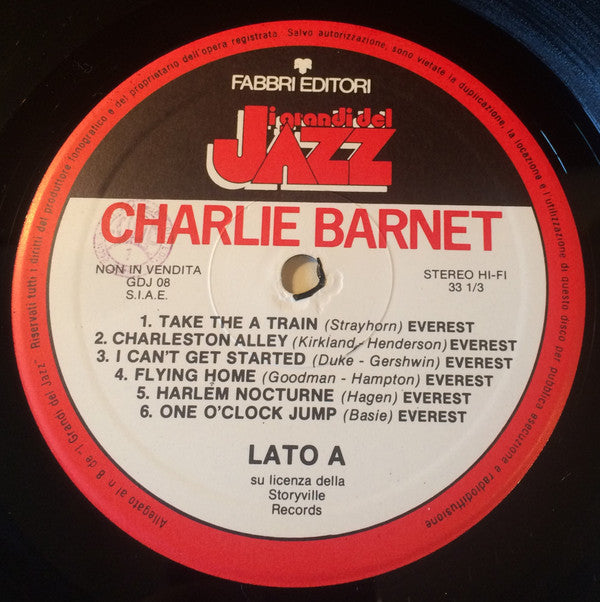 Riservati tutti i diritti del produttore fonografico e del proprietario dell'opera registrata. Salvo autorizzazione, sono vietate la duplicazione, la locazione e l'utilizzazione di questo disco per pubblica esecuzione e radiodiffusione
FABBRI EDITORI
i grandi del
JAZZ
CHARLIE BARNET
NON IN VENDITA
GDJ 08
S.I.A.E.
STEREO HI-FI
33 1/3
1. TAKE THE A TRAIN (Strayhorn) EVEREST
2. CHARLESTON ALLEY (Kirkland - Henderson) EVEREST
3. I CAN'T GET STARTED (Duke - Gershwin) EVEREST
4. FLYING HOME (Goodman - Hampton) EVEREST
5. HARLEM NOCTURNE (Hagen) EVEREST
6. ONE O'CLOCK JUMP (Basie) EVEREST
LATO A
su licenza della
Storyville
Records
Allegato al n 8 de "I Grandi del Jazz"